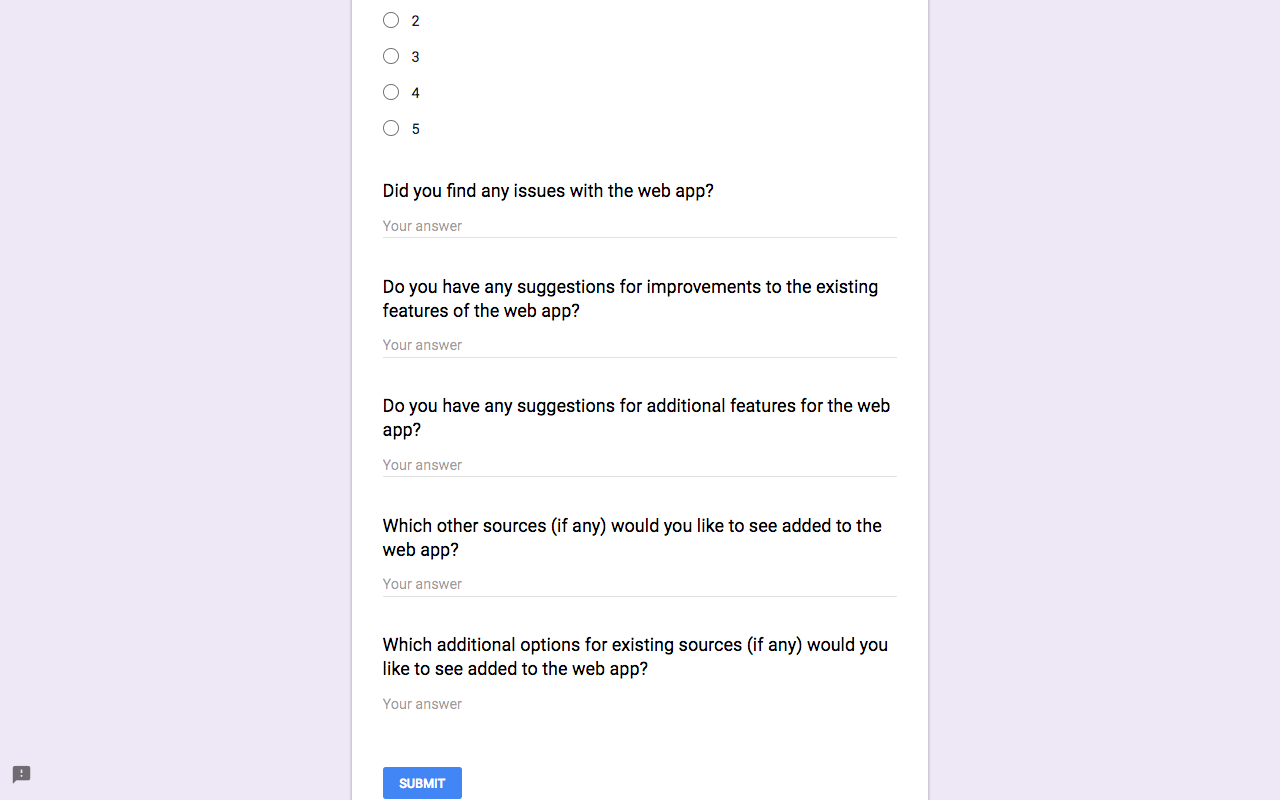 2
3
4
5
Did you find any issues with the web app?
Your answer
Do you have any suggestions for improvements to the existing
features of the web app?
Your answer
Do you have any suggestions for additional features for the web
app?
Your answer
Which other sources (if any) would you like to see added to the
web app?
Your answer
Which additional options for existing sources (if any) would you
like to see added to the web app?
Your answer
SUBMIT